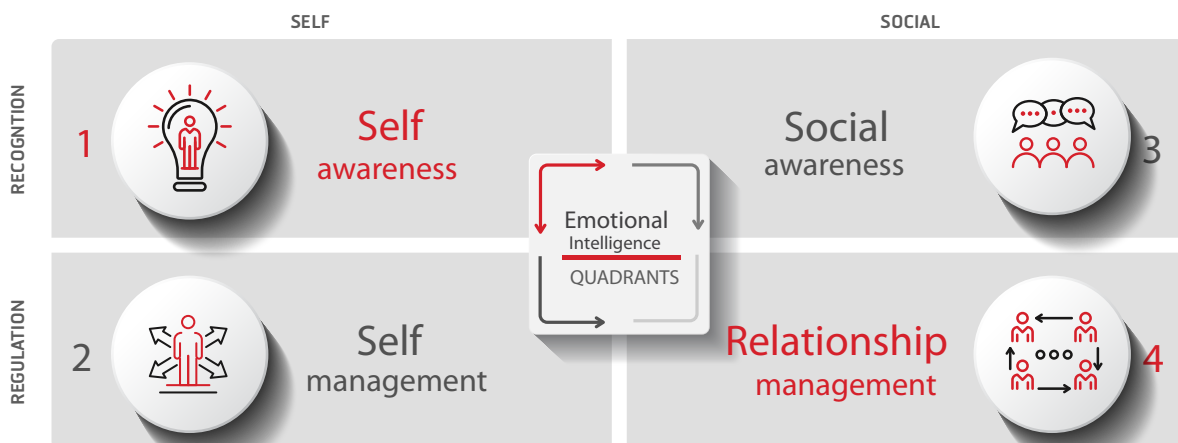 SELF
SOCIAL
RECOGNTION
1
Self
awareness
Social
awareness
3
Emotional
Intelligence
QUADRANTS
REGULATION
2
Self
management
Relationship
management
4